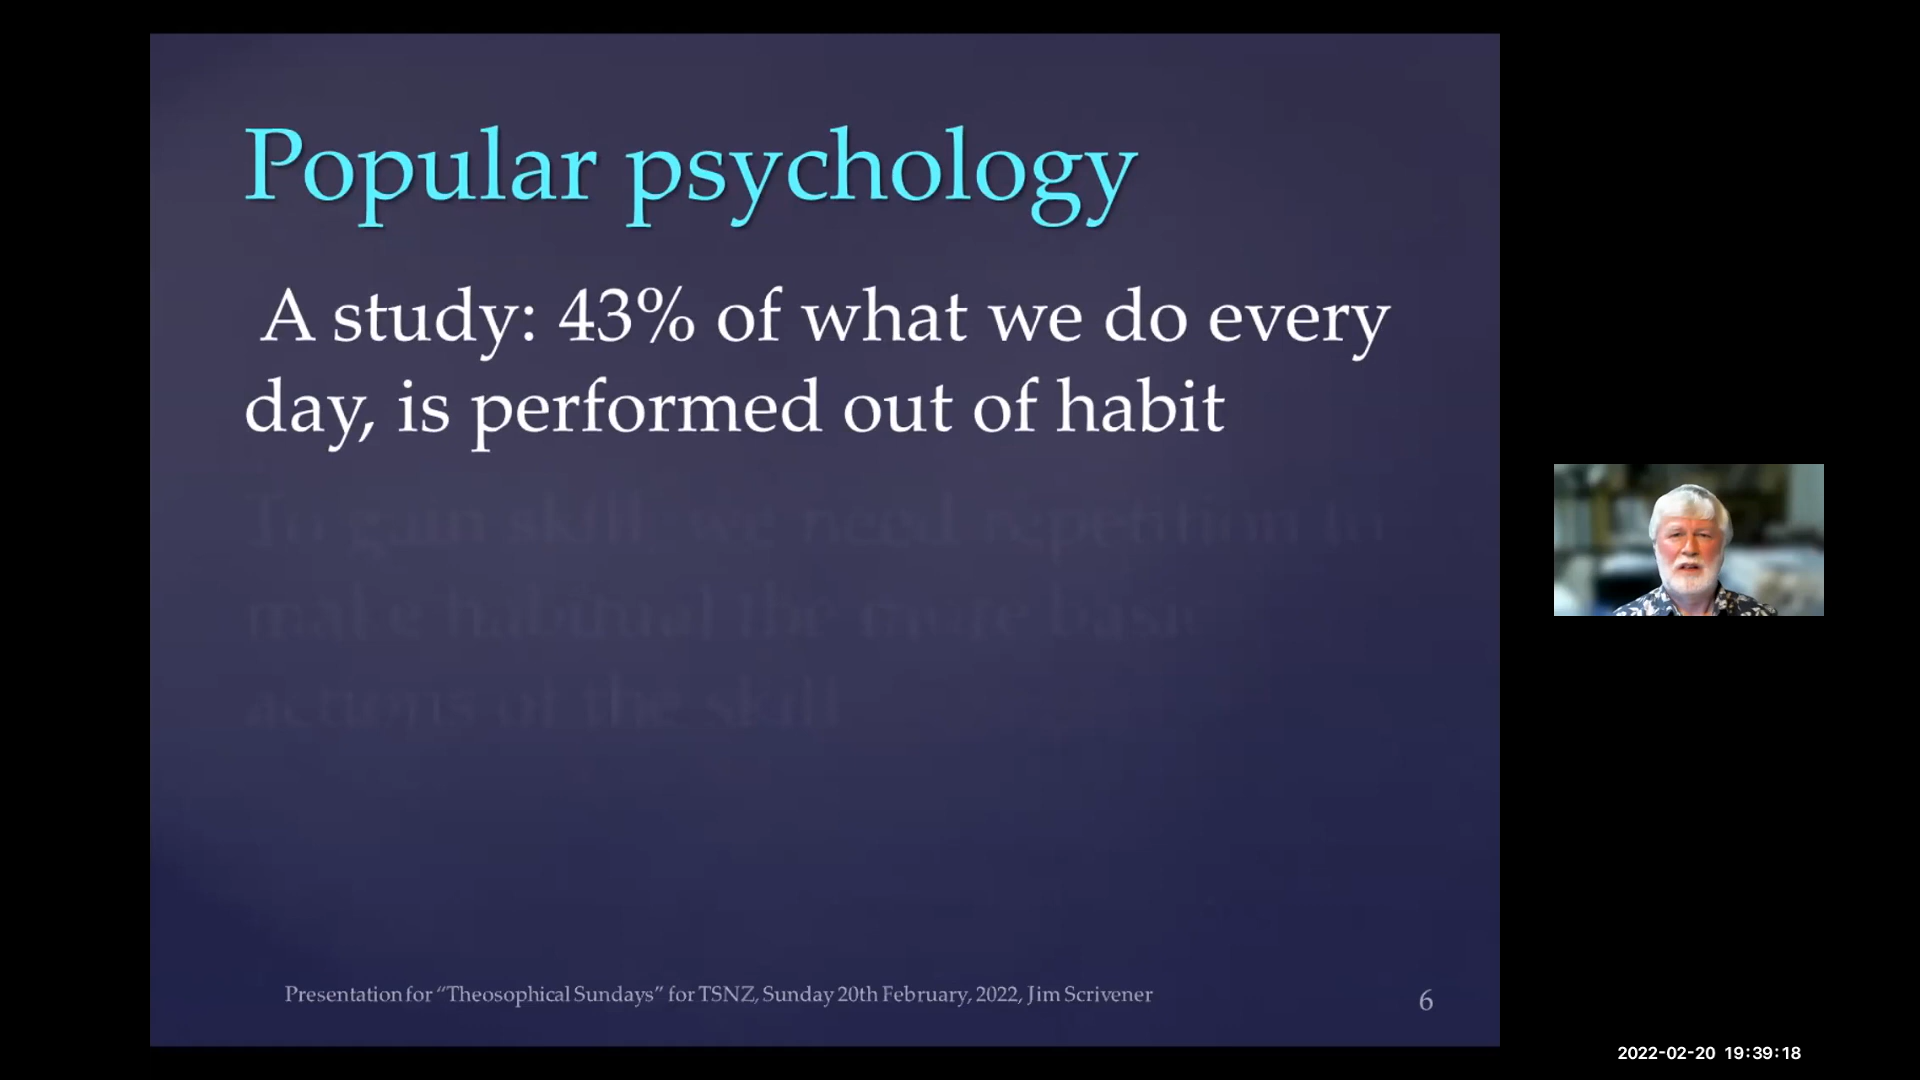 Popular psychology
A study: 43% of what we do every
day, is performed out of habit
To gain skill, we need repetition to
make habitual the more basic
actions of the skill
Presentation for “Theosophical Sundays” for TSNZ, Sunday 20th February, 2022, Jim Scrivener
6
2022-02-20 19:39:18